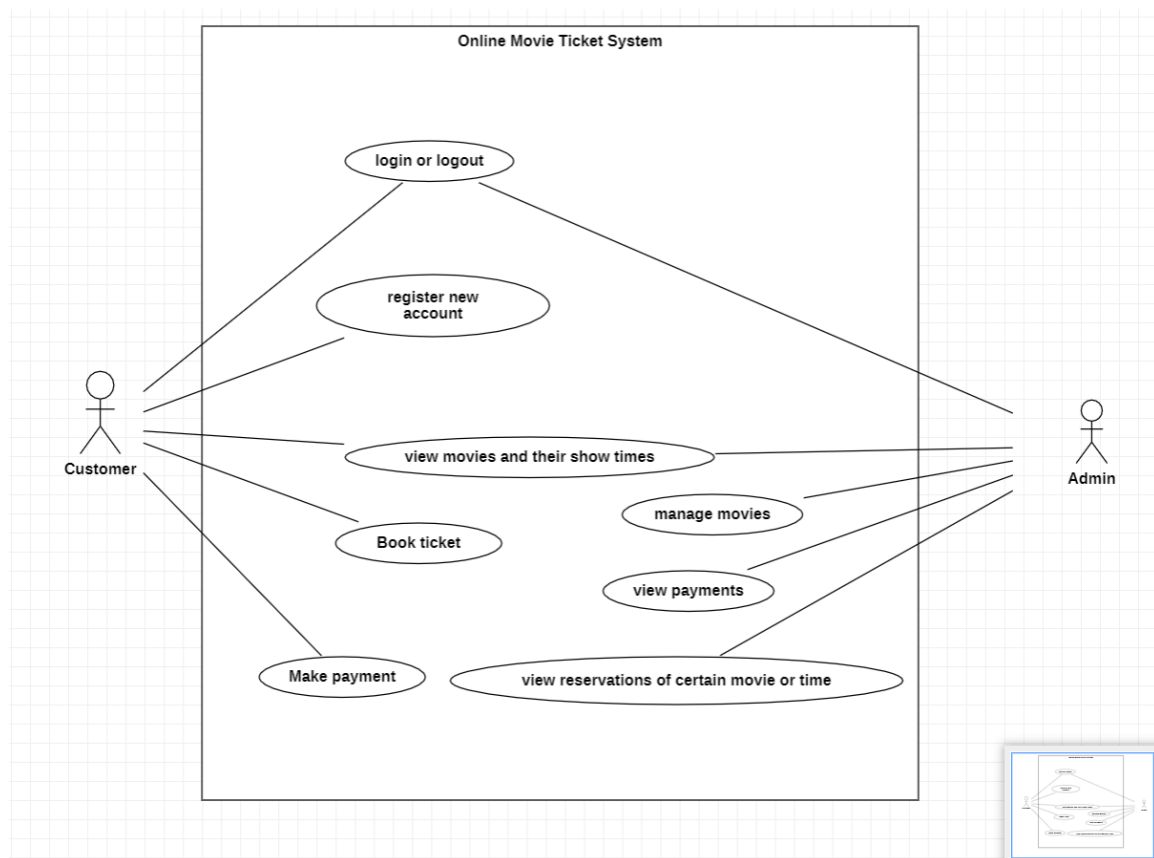 Online Movie Ticket System
login or logout
register new
account
Customer
view movies and their show times
Admin
manage movies
Book ticket
view payments
Make payment
view reservations of certain movie or time